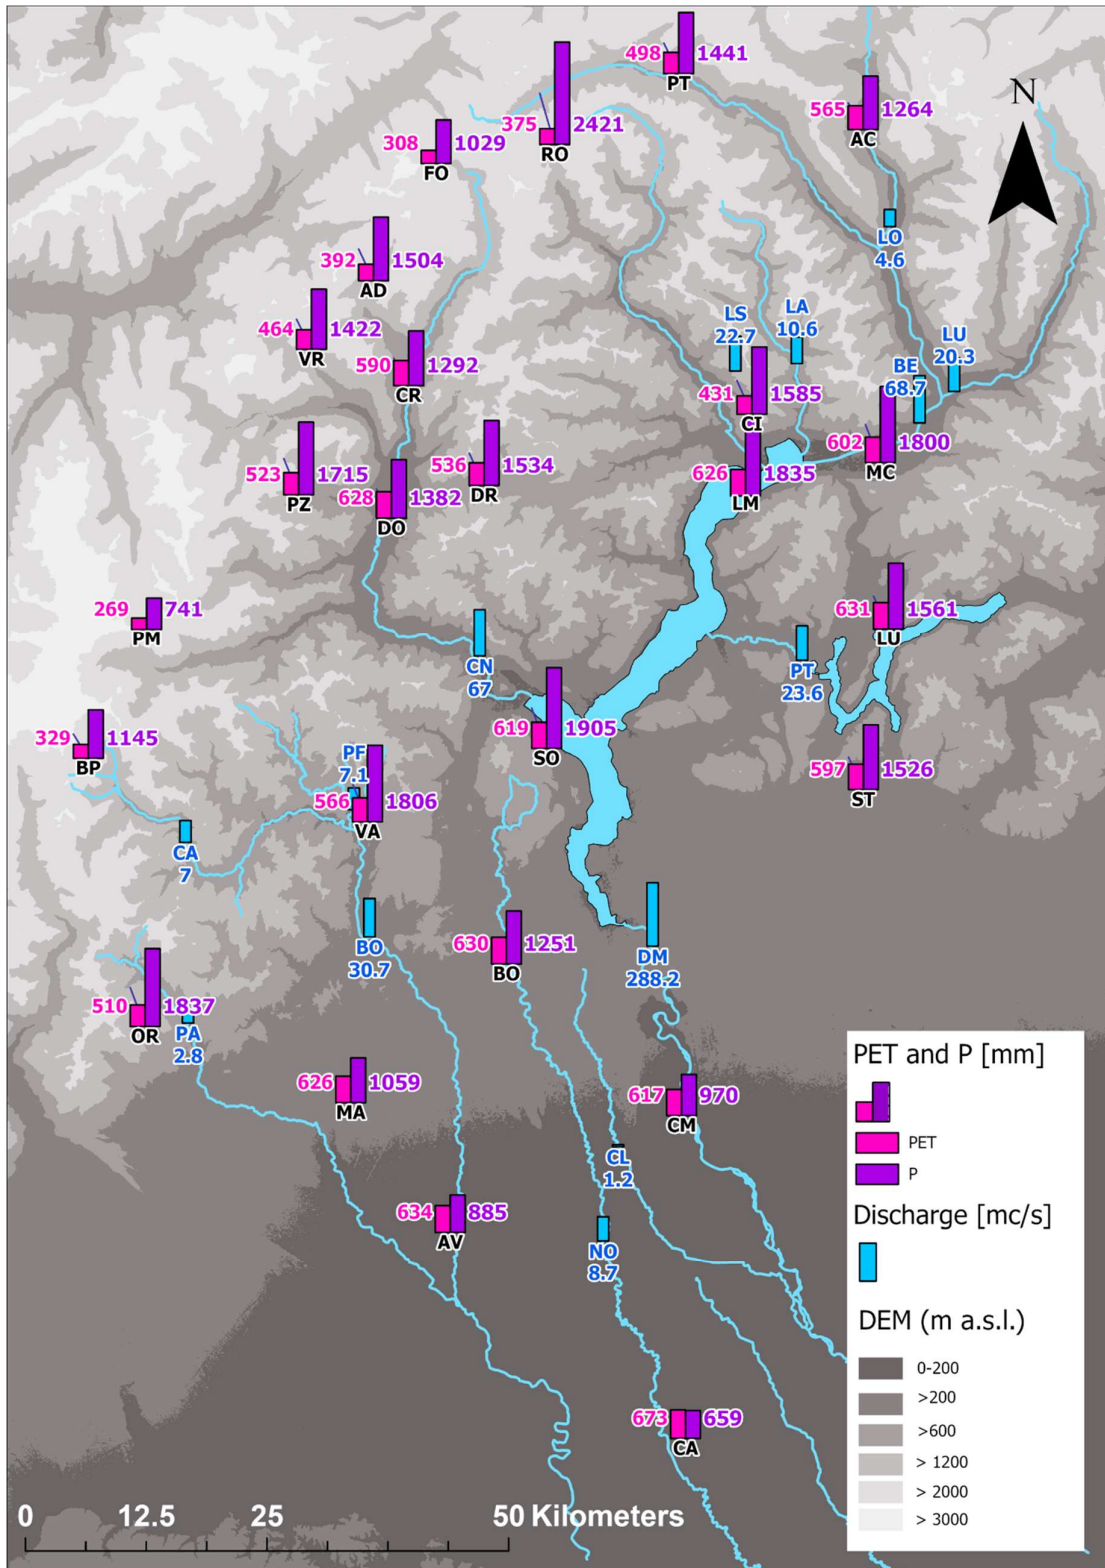 498 1441
PT
N
375 2421
RO
565 1264
AC
308 1029
FO
LO
4.6
392 1504
AD
464 1422
VR
LS
22.7
LA
10.6
LU
20.3
BE
68.7
590 1292
CR
431 1585
CI
602 1800
MC
523 1715
PZ
536 1534
DR
626 1835
LM
628 1382
DO
269 741
PM
631 1561
LU
CN
67
PT
23.6
619 1905
SO
329 1145
BP
597 1526
ST
PF
7.1
566 1806
VA
CA
7
BO
30.7
630 1251
BO
DM
288.2
510 1837
OR
PA
2.8
626 1059
MA
617 970
CM
CL
1.2
634 885
AV
NO
8.7
673 659
CA
PET and P [mm]
PET
P
Discharge [mc/s]
DEM (m a.s.l.)
0-200
>200
>600
> 1200
> 2000
> 3000
0 12.5 25 50 Kilometers